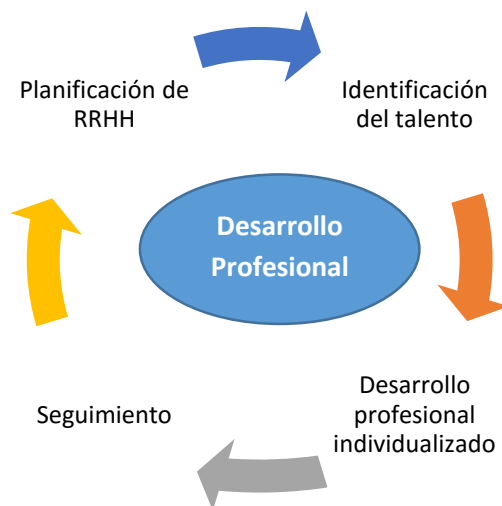 Planificación de
RRHH
Identificación
del talento
Desarrollo
Profesional
Desarrollo
profesional
individualizado
Seguimiento